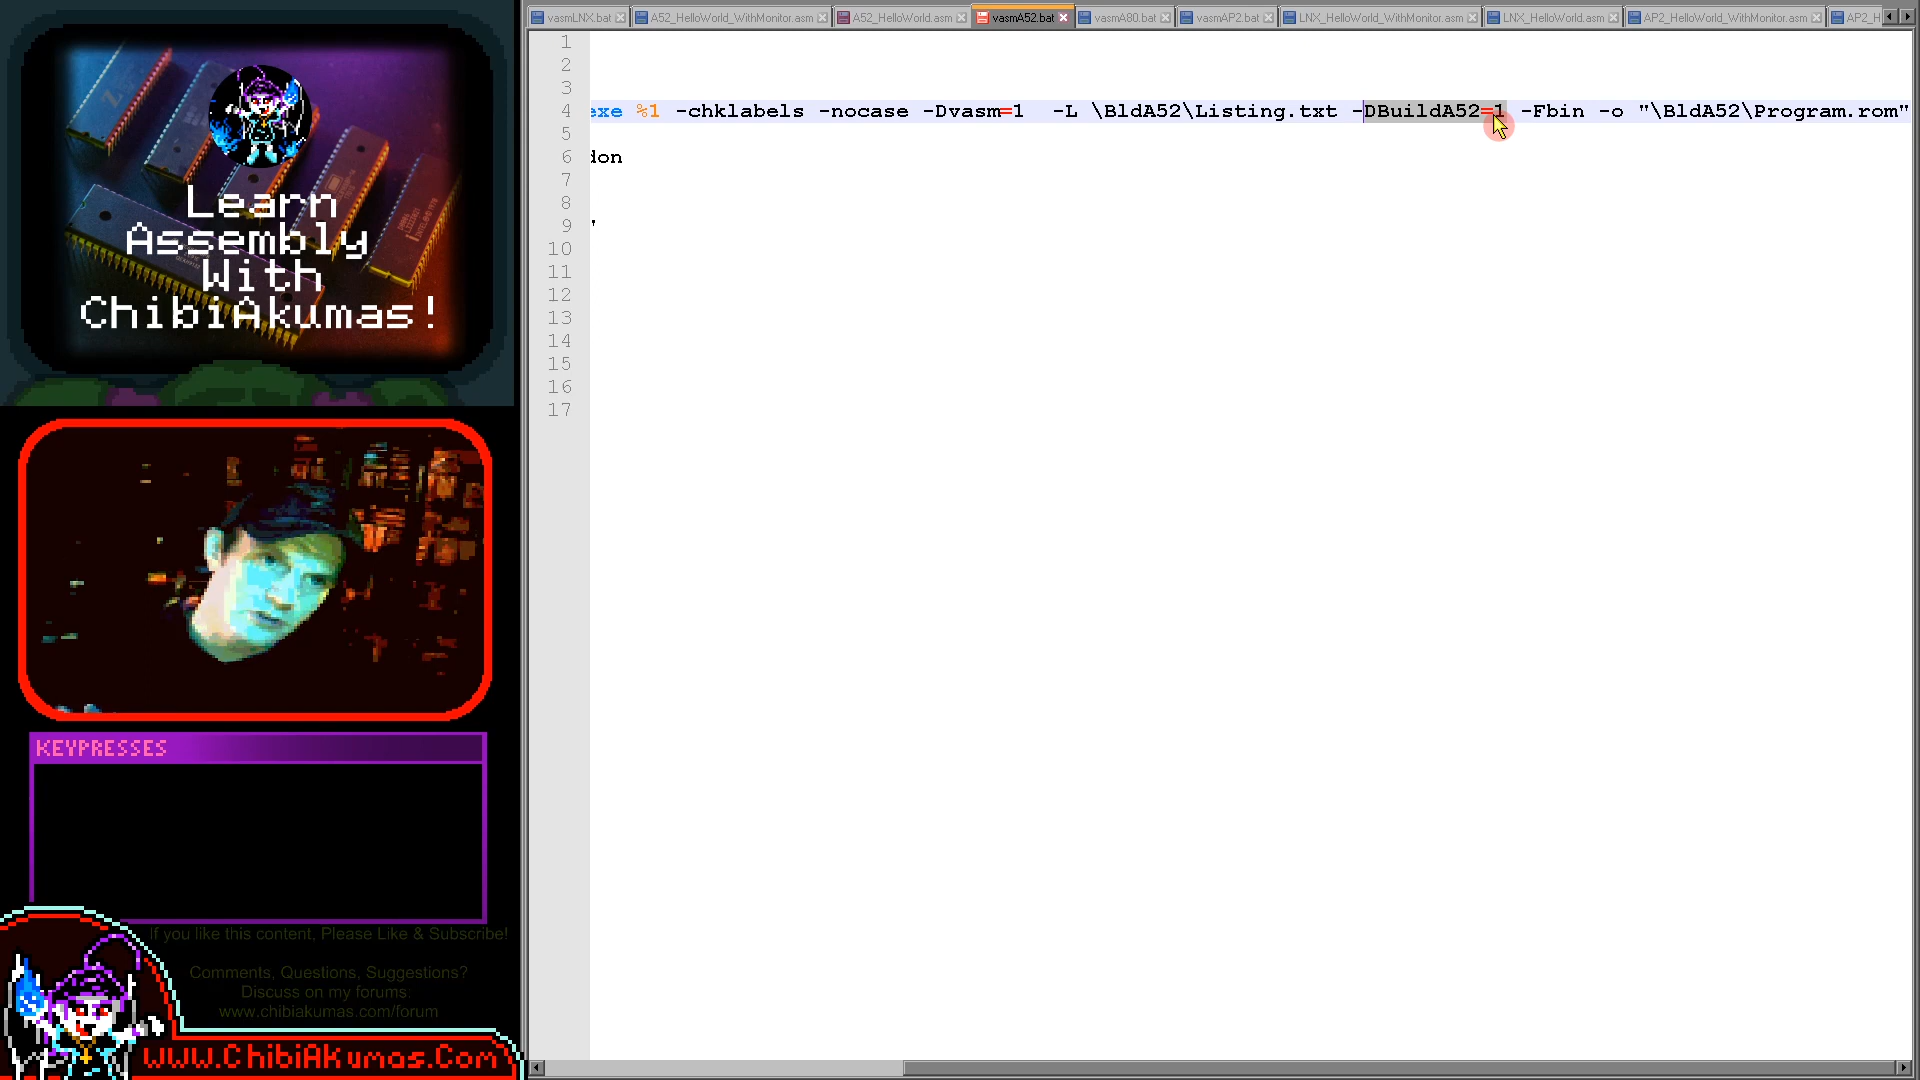 Learn
Assembly
With
ChibiAkumas!
KEYPRESSES
If you like this content, Please Like & Subscribe!
Comments, Questions, Suggestions?
Discuss on my forums:
www.chibiakumas.com/forum
WWW.ChibiAkumas.Com
vasmLNX.bat
A52_HelloWorld_WithMonitor.asm
A52_HelloWorld.asm
vasmA52.bat
vasmA80.bat
vasmAP2.bat
LNX_HelloWorld_WithMonitor.asm
LNX_HelloWorld.asm
AP2_HelloWorld_WithMonitor.asm
AP2_H
1
2
3
4 exe %1 -chklabels -nocase -Dvasm=1 -L \BldA52\Listing.txt -DBuildA52=1 -Fbin -o "\BldA52\Program.rom"
5
6 don
7
8
9 "
10
11
12
13
14
15
16
17